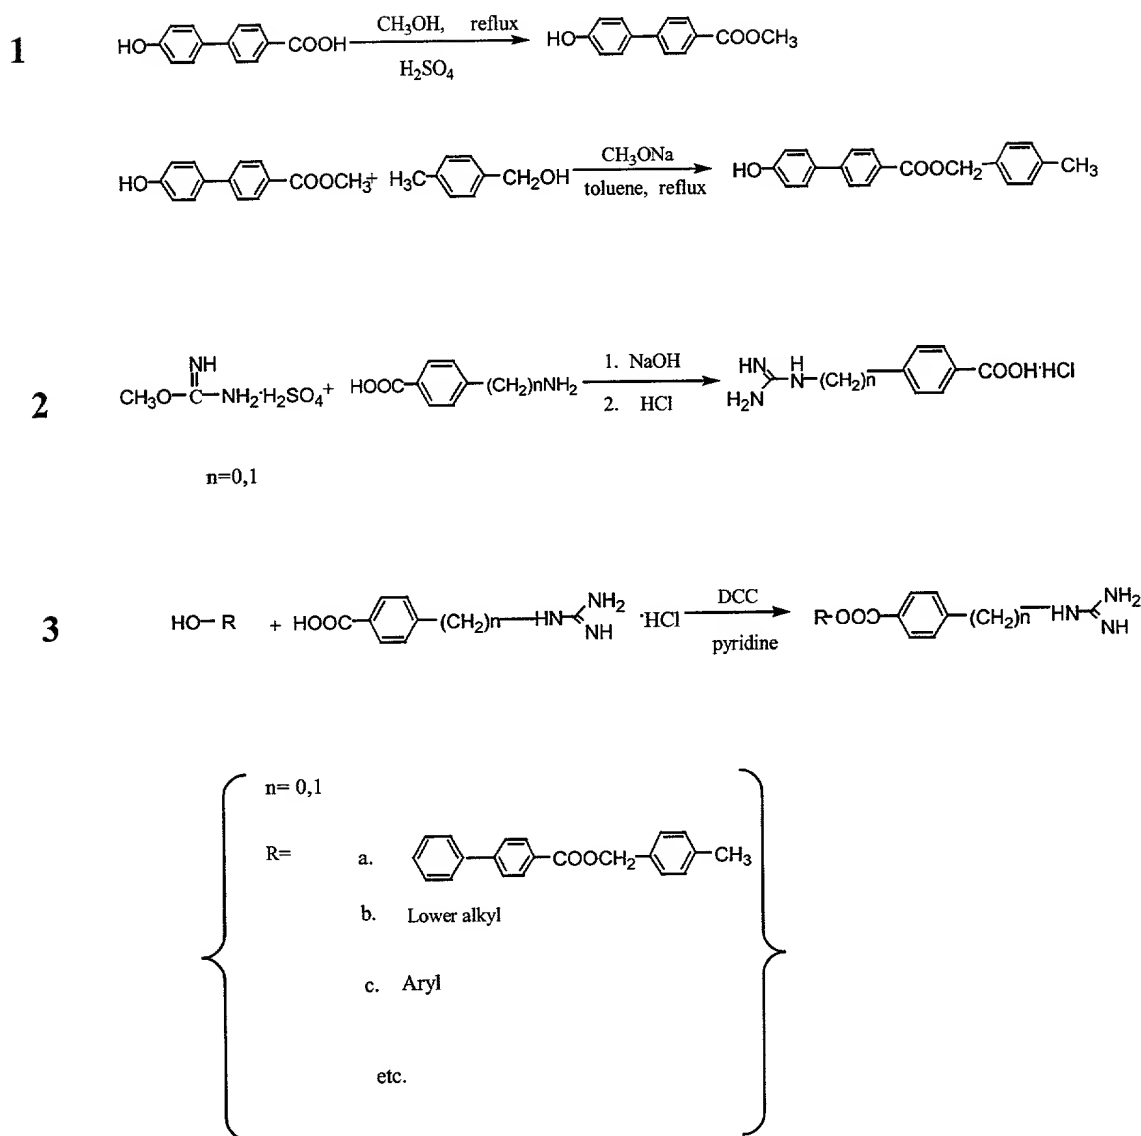 CH3OH, reflux
1 HO COOH HO COOCH3
H2SO4
CH3ONa
HO COOCH3 + H3C CH2OH HO COOCH2 CH3
toluene, reflux
NH 1. NaOH HN H
2 CH3O C NH2·H2SO4 + HOOC (CH2)nNH2 N (CH2)n COOH·HCl
2. HCl H2N
n=0,1
NH2 DCC NH2
3 HO R + HOOC (CH2)n HN ·HCl R OOC (CH2)n HN
NH pyridine NH
n= 0,1
R= a. COOCH2 CH3
b. Lower alkyl
c. Aryl
etc.